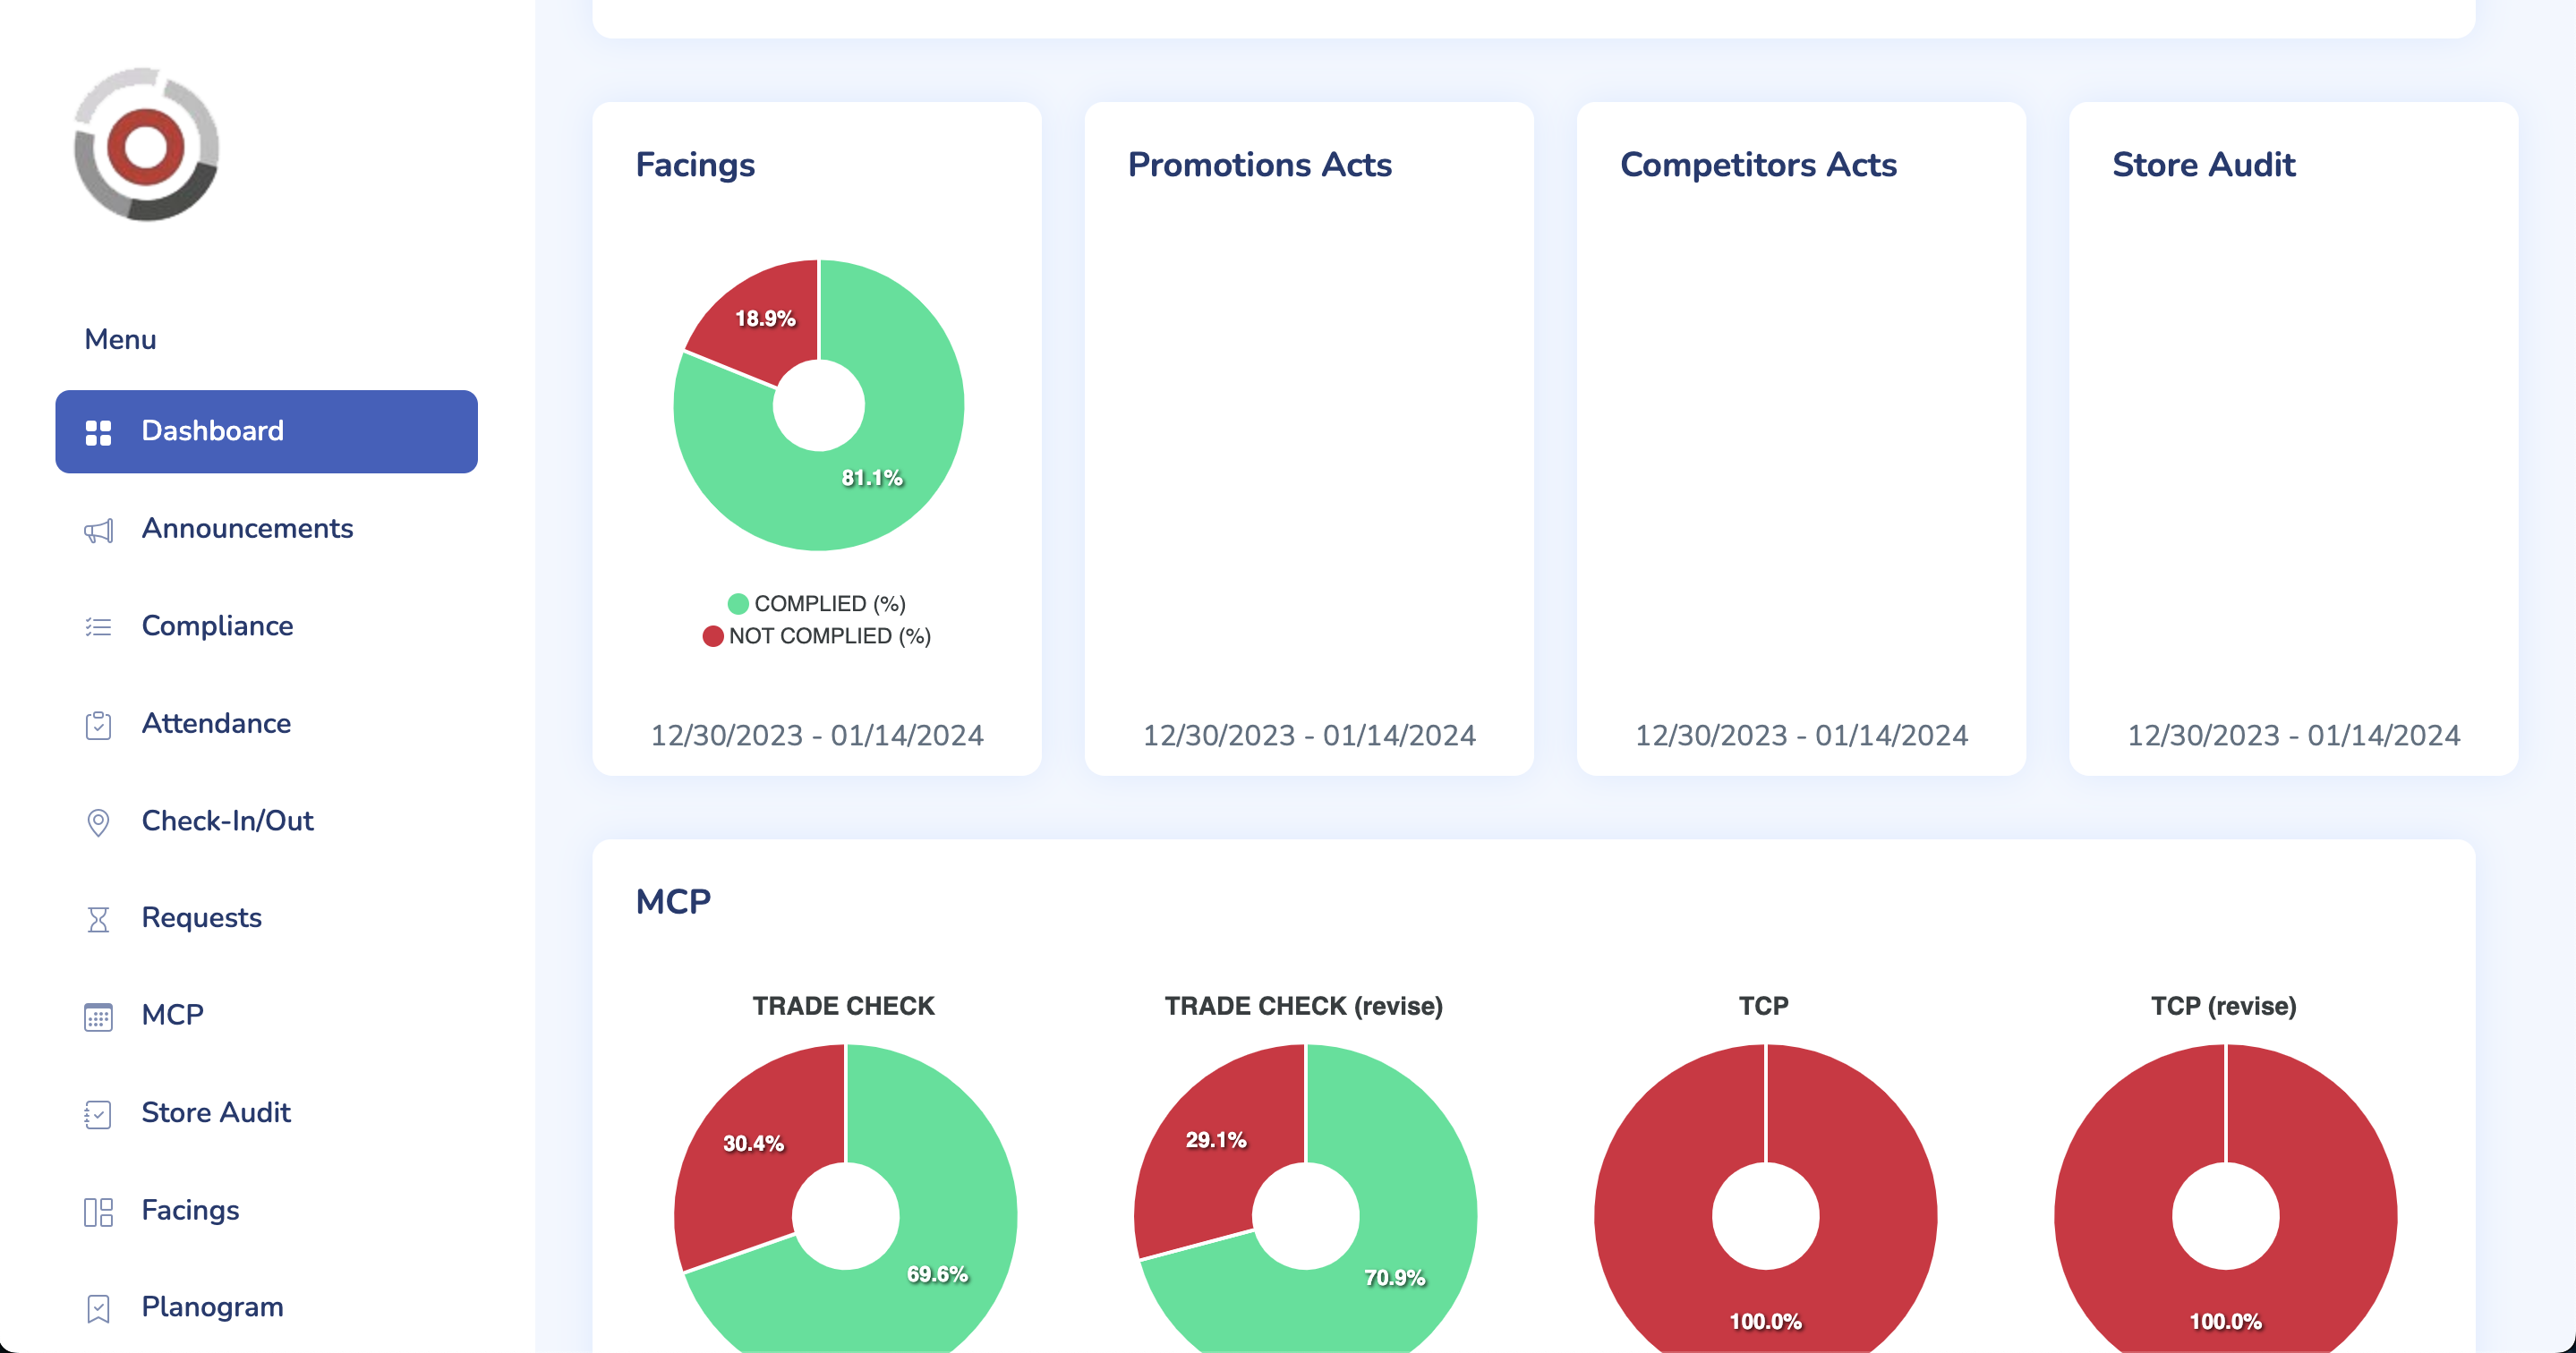 Menu
Dashboard
Announcements
Compliance
Attendance
Check-In/Out
Requests
MCP
Store Audit
Facings
Planogram
Facings
18.9%
81.1%
COMPLIED (%)
NOT COMPLIED (%)
12/30/2023 - 01/14/2024
Promotions Acts
12/30/2023 - 01/14/2024
Competitors Acts
12/30/2023 - 01/14/2024
Store Audit
12/30/2023 - 01/14/2024
MCP
TRADE CHECK
30.4%
69.6%
TRADE CHECK (revise)
29.1%
70.9%
TCP
100.0%
TCP (revise)
100.0%